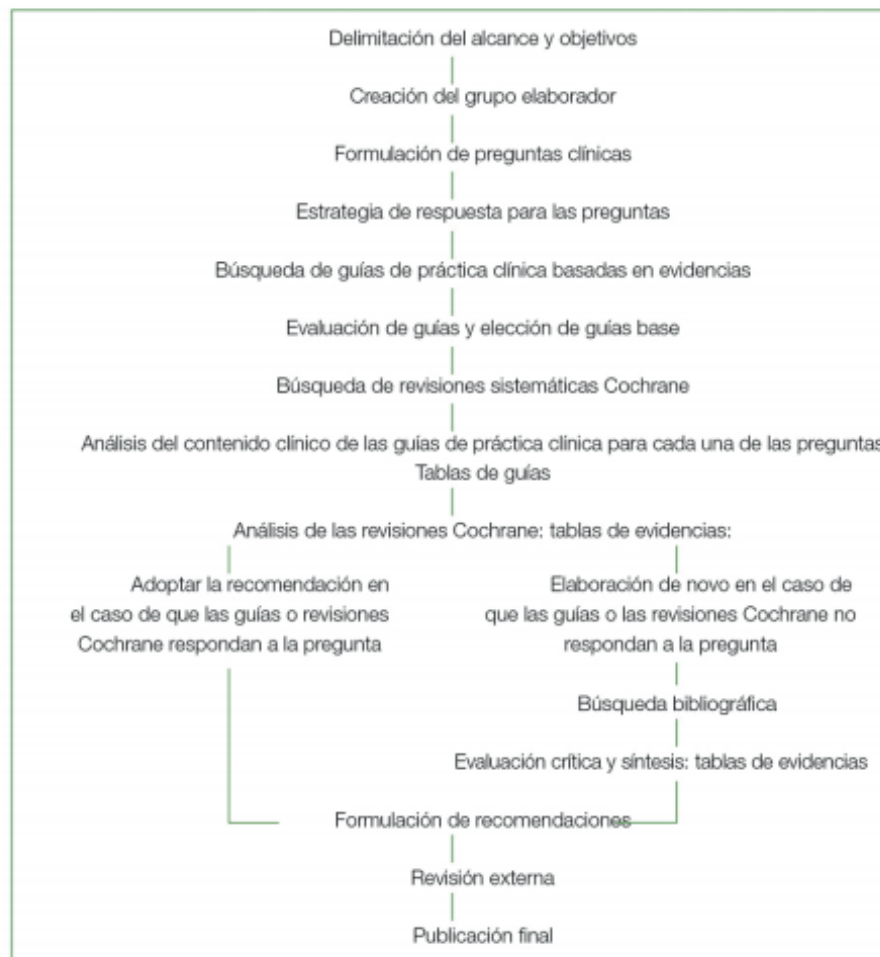 Delimitación del alcance y objetivos
Creación del grupo elaborador
Formulación de preguntas clínicas
Estrategia de respuesta para las preguntas
Búsqueda de guías de práctica clínica basadas en evidencias
Evaluación de guías y elección de guías base
Búsqueda de revisiones sistemáticas Cochrane
Análisis del contenido clínico de las guías de práctica clínica para cada una de las preguntas
Tablas de guías
Análisis de las revisiones Cochrane: tablas de evidencias:
Adoptar la recomendación en
el caso de que las guías o revisiones
Cochrane respondan a la pregunta
Elaboración de novo en el caso de
que las guías o las revisiones Cochrane no
respondan a la pregunta
Búsqueda bibliográfica
Evaluación crítica y síntesis: tablas de evidencias
Formulación de recomendaciones
Revisión externa
Publicación final